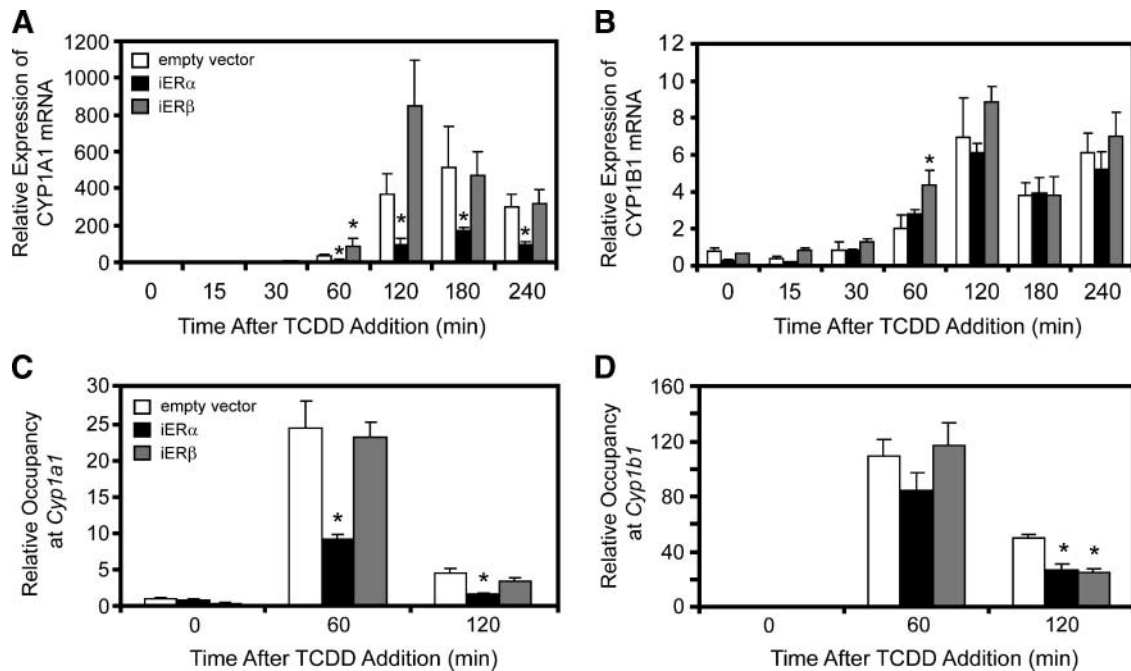 A
Relative Expression of
CYP1A1 mRNA
1200
1000
800
600
400
200
0
empty vector
iERα
iERβ
* * * * *
0 15 30 60 120 180 240
Time After TCDD Addition (min)
B
Relative Expression of
CYP1B1 mRNA
12
10
8
6
4
2
0
*
0 15 30 60 120 180 240
Time After TCDD Addition (min)
C
Relative Occupancy
at Cyp1a1
30
25
20
15
10
5
0
empty vector
iERα
iERβ
* *
0 60 120
Time After TCDD Addition (min)
D
Relative Occupancy
at Cyp1b1
160
120
80
40
0
* *
0 60 120
Time After TCDD Addition (min)